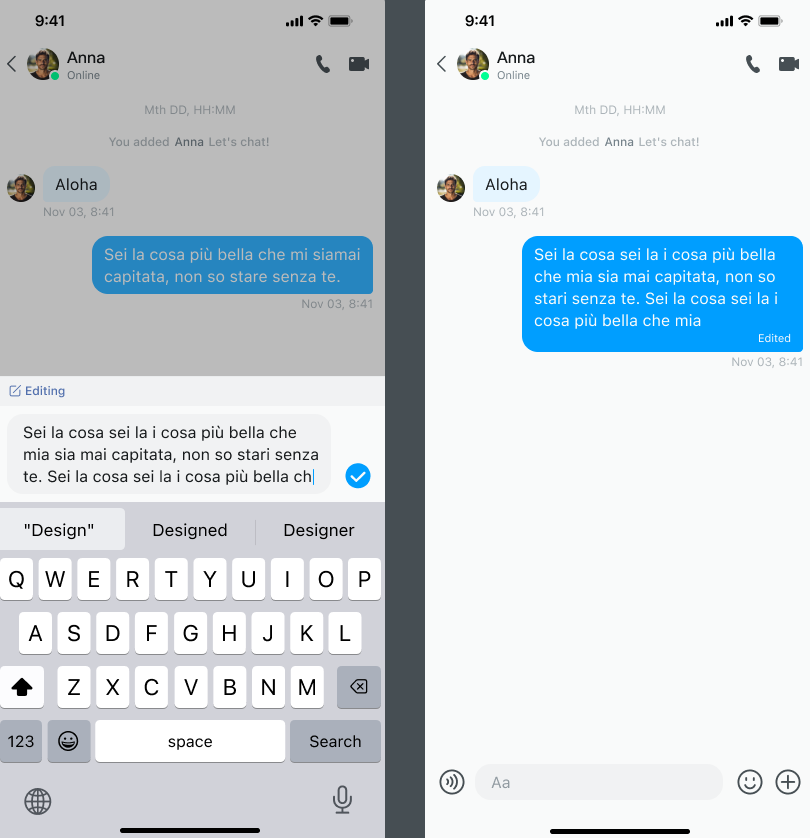 9:41
Anna
Online
Mth DD, HH:MM
You added Anna Let's chat!
Aloha
Nov 03, 8:41
Sei la cosa più bella che mi siamai
capitata, non so stare senza te.
Nov 03, 8:41
Editing
Sei la cosa sei la i cosa più bella che
mia sia mai capitata, non so stari senza
te. Sei la cosa sei la i cosa più bella ch
"Design" Designed Designer
Q W E R T Y U I O P
A S D F G H J K L
Z X C V B N M
123 space Search
9:41
Anna
Online
Mth DD, HH:MM
You added Anna Let's chat!
Aloha
Nov 03, 8:41
Sei la cosa sei la i cosa più bella
che mia sia mai capitata, non so
stari senza te. Sei la cosa sei la i
cosa più bella che mia
Edited
Nov 03, 8:41
Aa